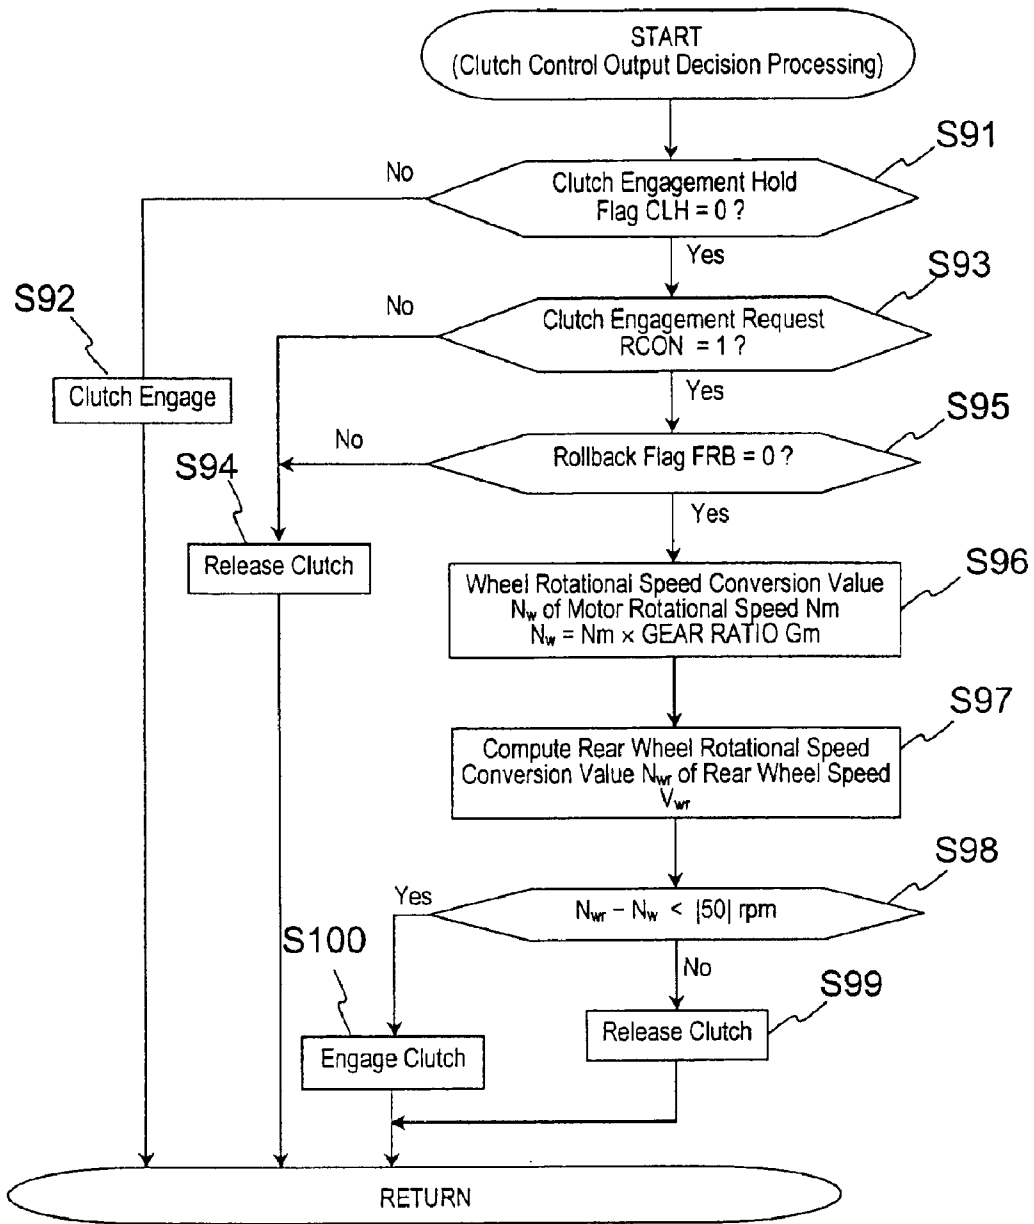 START
(Clutch Control Output Decision Processing)
S91
No
Clutch Engagement Hold
Flag CLH = 0 ?
Yes
S93
S92
No
Clutch Engagement Request
RCON = 1 ?
Clutch Engage
Yes
S95
No
Rollback Flag FRB = 0 ?
S94
Yes
Release Clutch
S96
Wheel Rotational Speed Conversion Value
Nw of Motor Rotational Speed Nm
Nw = Nm × GEAR RATIO Gm
S97
Compute Rear Wheel Rotational Speed
Conversion Value Nwr of Rear Wheel Speed
Vwr
S98
Yes
Nwr – Nw < |50| rpm
S100
No
S99
Engage Clutch
Release Clutch
RETURN